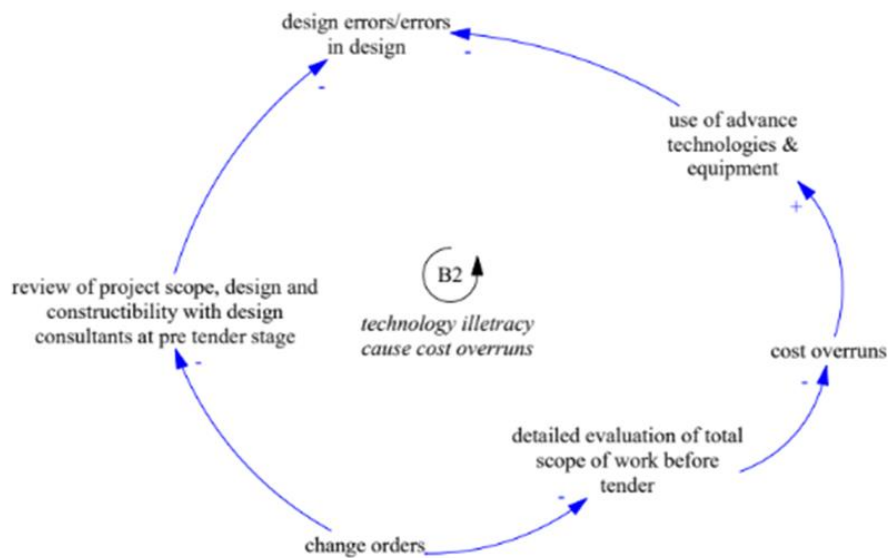 design errors/errors
in design
-
-
use of advance
technologies &
equipment
+
B2
technology illetracy
cause cost overruns
review of project scope, design and
constructibility with design
consultants at pre tender stage
-
cost overruns
-
detailed evaluation of total
scope of work before
tender
-
change orders